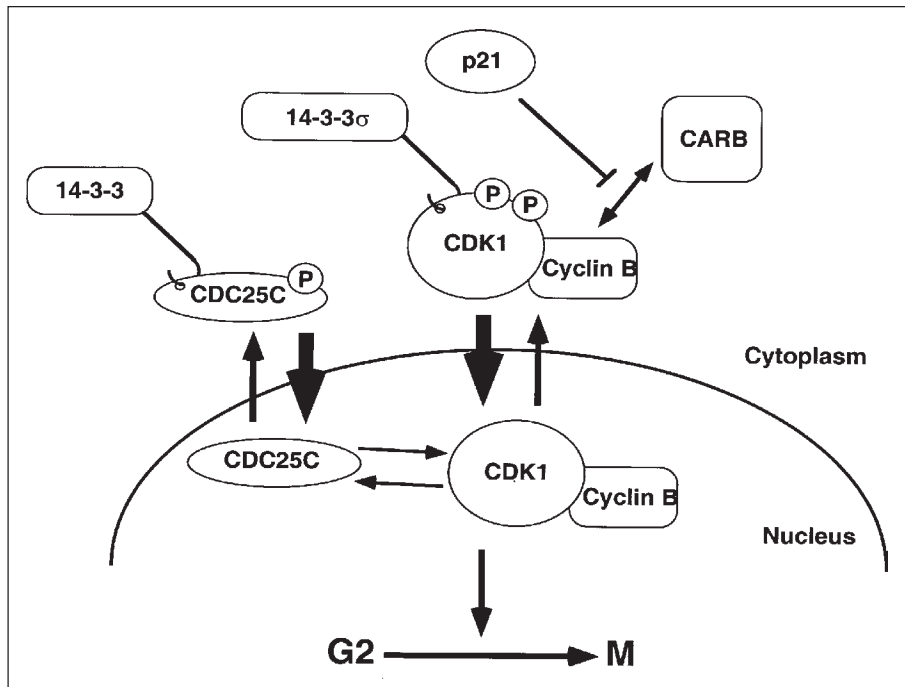 p21
14-3-3σ
CARB
14-3-3
P
P
CDK1
Cyclin B
P
CDC25C
Cytoplasm
CDC25C
CDK1
Cyclin B
Nucleus
G2
M